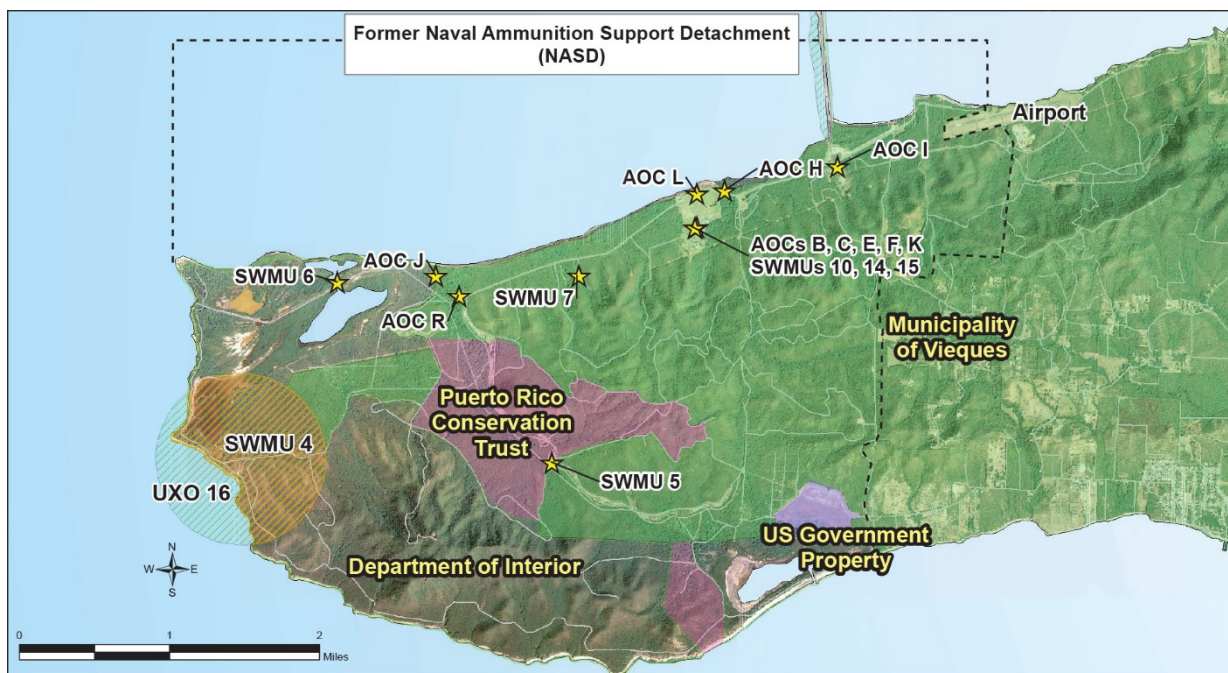 Former Naval Ammunition Support Detachment
(NASD)
Airport
AOC I
AOC H
AOC L
AOCs B, C, E, F, K
SWMUs 10, 14, 15
AOC J
SWMU 6
SWMU 7
AOC R
Municipality
of Vieques
Puerto Rico
Conservation
Trust
SWMU 4
SWMU 5
UXO 16
US Government
Property
Department of Interior
N
W E
S
0 1 2
Miles